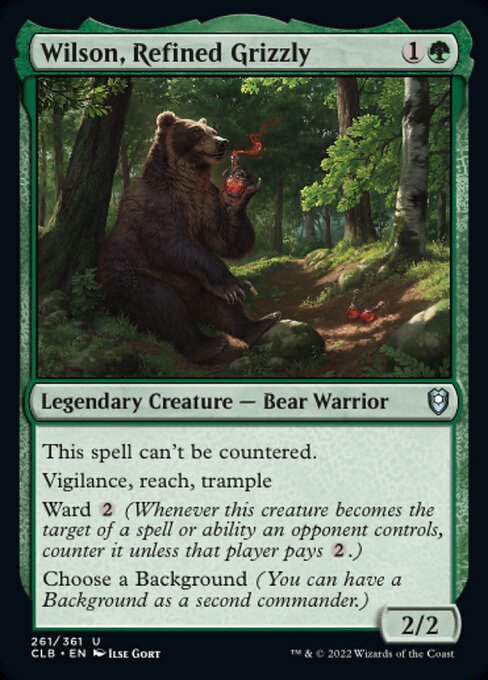 Wilson, Refined Grizzly 1
Legendary Creature — Bear Warrior
This spell can't be countered.
Vigilance, reach, trample
Ward 2 (Whenever this creature becomes the
target of a spell or ability an opponent controls,
counter it unless that player pays 2.)
Choose a Background (You can have a
Background as a second commander.)
2/2
261/361 U
CLB • EN Ilse Gort
™ & © 2022 Wizards of the Coast